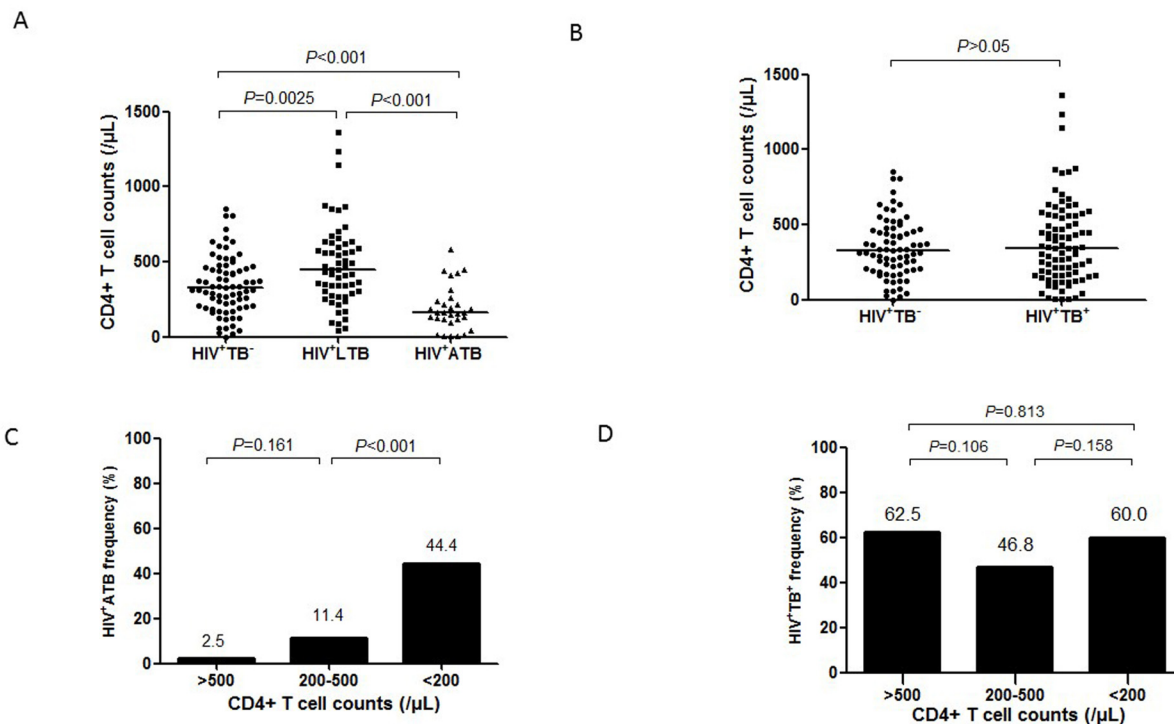 A
P<0.001
P=0.0025
P<0.001
CD4+ T cell counts (/μL)
1500
1000
500
0
HIV⁺TB⁻
HIV⁺LTB
HIV⁺ATB
B
P>0.05
CD4+ T cell counts (/μL)
1500
1000
500
0
HIV⁺TB⁻
HIV⁺TB⁺
C
P=0.161
P<0.001
HIV⁺ATB frequency (%)
100
80
60
40
20
0
2.5
11.4
44.4
>500
200-500
<200
CD4+ T cell counts (/μL)
D
P=0.813
P=0.106
P=0.158
HIV⁺TB⁺ frequency (%)
100
80
60
40
20
0
62.5
46.8
60.0
>500
200-500
<200
CD4+ T cell counts (/μL)